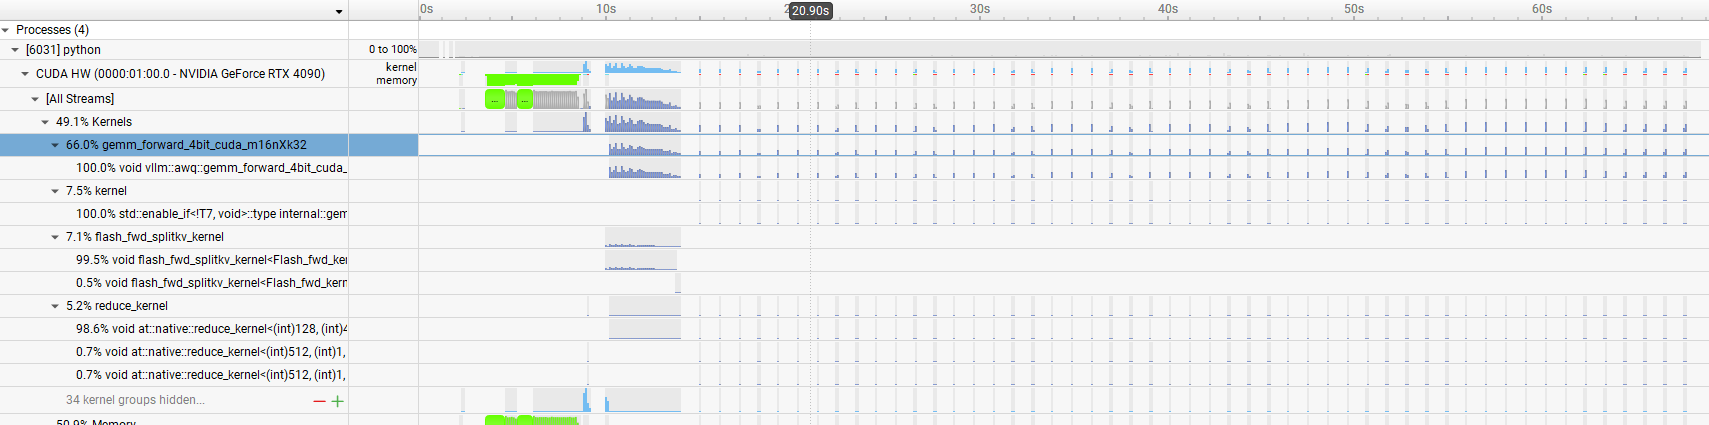 0s 10s 20.90s 30s 40s 50s 60s
Processes (4)
[6031] python 0 to 100%
CUDA HW (0000:01:00.0 - NVIDIA GeForce RTX 4090) kernel
memory
[All Streams] ... ...
49.1% Kernels
66.0% gemm_forward_4bit_cuda_m16nXk32
100.0% void vllm::awq::gemm_forward_4bit_cuda_
7.5% kernel
100.0% std::enable_if<!T7, void>::type internal::gem
7.1% flash_fwd_splitkv_kernel
99.5% void flash_fwd_splitkv_kernel<Flash_fwd_ker
0.5% void flash_fwd_splitkv_kernel<Flash_fwd_kern
5.2% reduce_kernel
98.6% void at::native::reduce_kernel<(int)128, (int)4
0.7% void at::native::reduce_kernel<(int)512, (int)1,
0.7% void at::native::reduce_kernel<(int)512, (int)1,
34 kernel groups hidden... − +
50.9% Memory